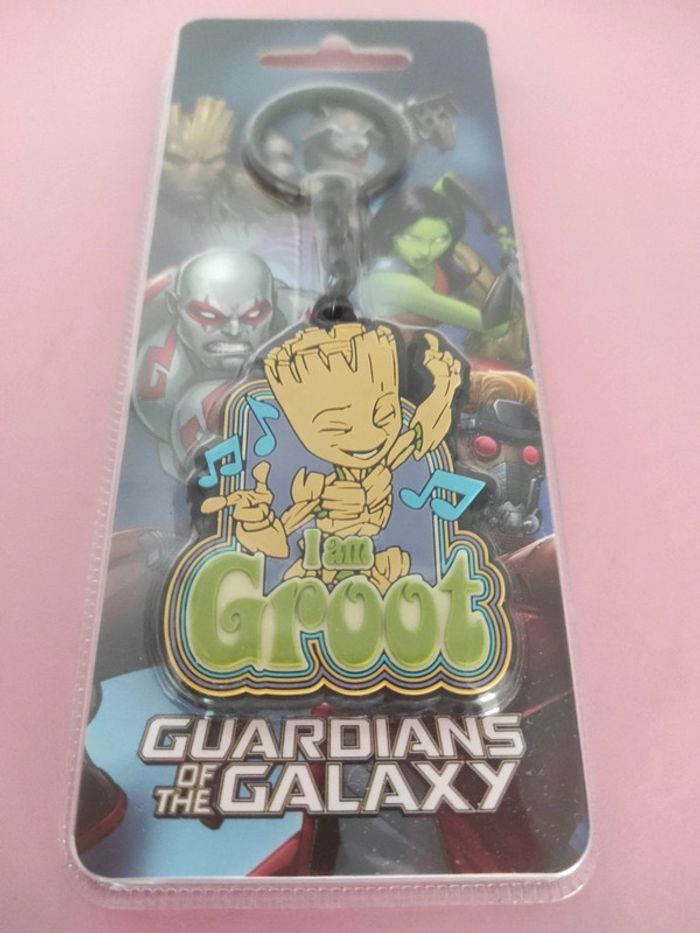 I am
Groot
GUARDIANS
OF
THE GALAXY